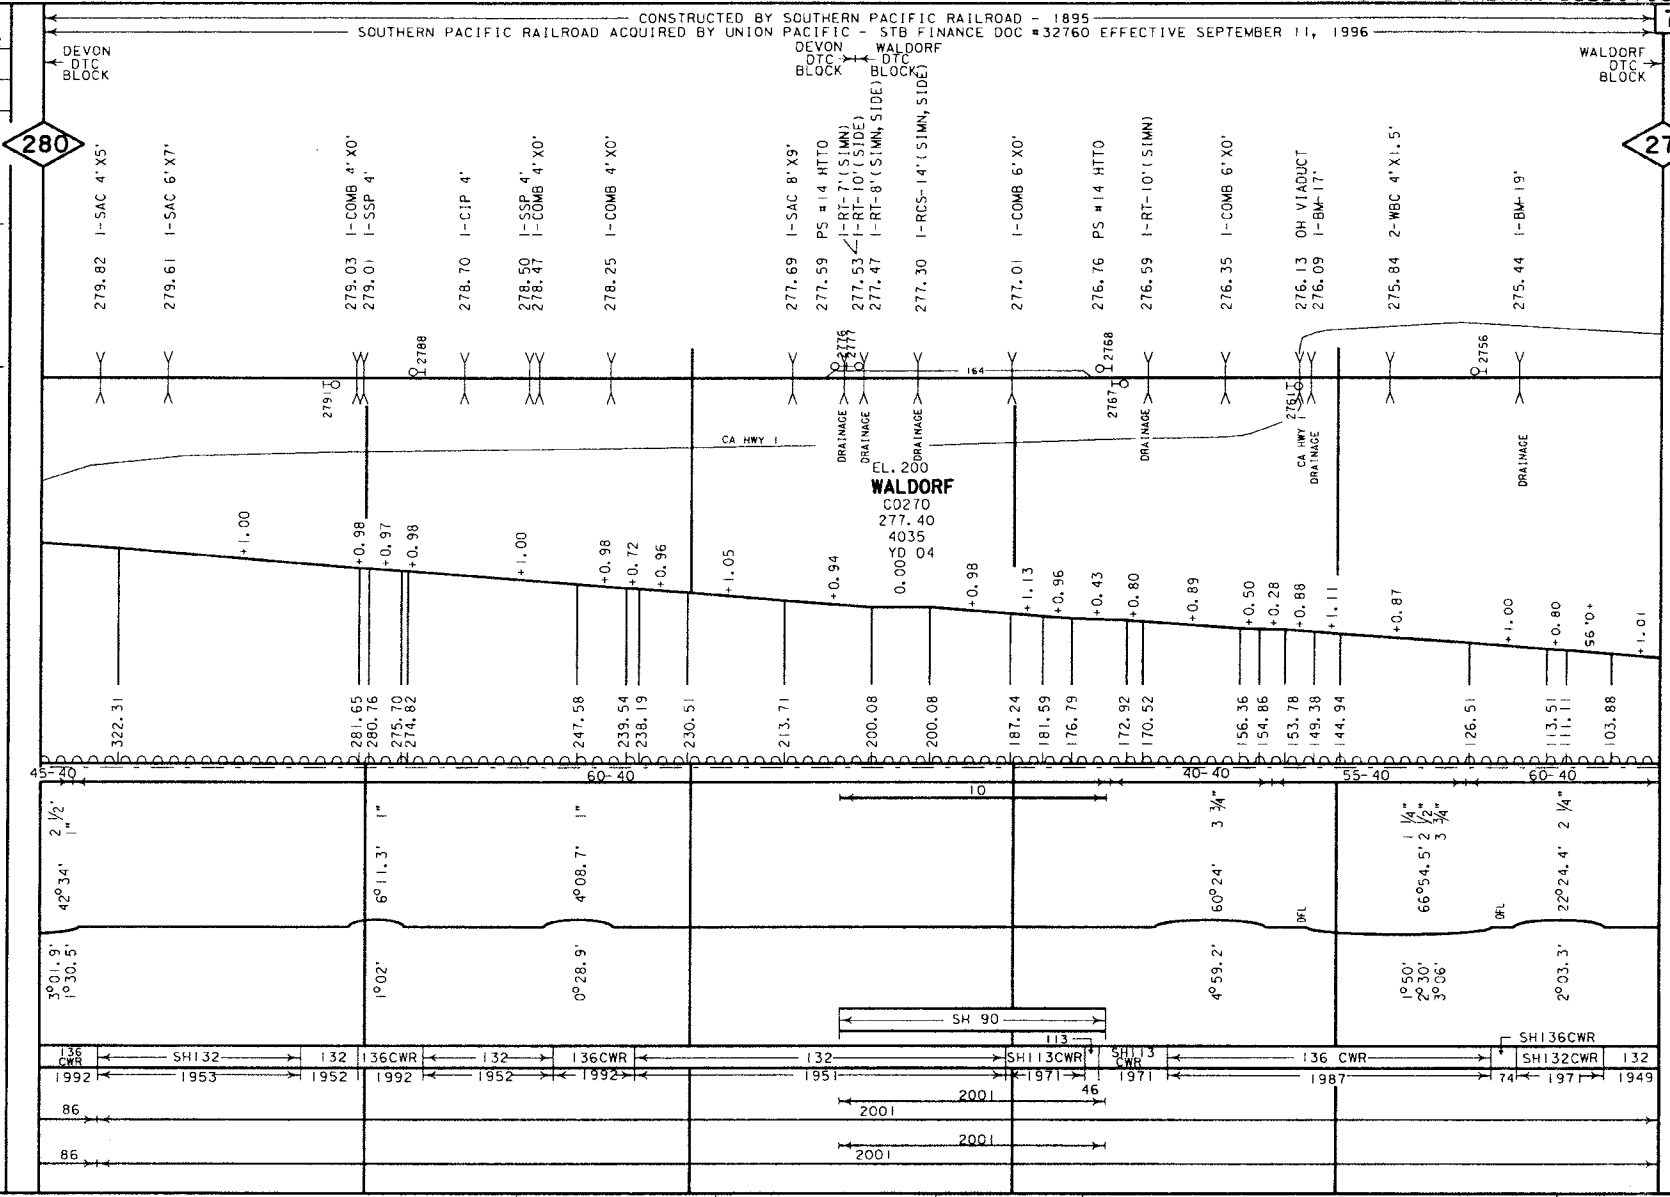 CONSTRUCTED BY SOUTHERN PACIFIC RAILROAD - 1895
SOUTHERN PACIFIC RAILROAD ACQUIRED BY UNION PACIFIC - STB FINANCE DOC #32760 EFFECTIVE SEPTEMBER 11, 1996
DEVON
DTC
BLOCK
DEVON
DTC
BLOCK
WALDORF
DTC
BLOCK
WALDORF
DTC
BLOCK
280
27
279.82 1-SAC 4'X5'
279.61 1-SAC 6'X7'
279.03 1-COMB 4'X0'
279.01 1-SSP 4'
278.70 1-CIP 4'
278.50 1-SSP 4'
278.47 1-COMB 4'X0'
278.25 1-COMB 4'X0'
277.69 1-SAC 8'X9'
277.59 PS #14 HTTO
1-RT-7'(SIMN)
277.53 1-RT-10'(SIDE)
277.47 1-RT-8'(SIMN, SIDE)
277.30 1-RCS-14'(SIMN, SIDE)
277.01 1-COMB 6'X0'
276.76 PS #14 HTTO
276.59 1-RT-10'(SIMN)
276.35 1-COMB 6'X0'
276.13 OH VIADUCT
276.09 1-BM-17'
275.84 2-WBC 4'X1.5'
275.44 1-BM-19'
2791
2788
2776
2777
164
2768
2767
2761
2756
CA HWY 1
DRAINAGE
DRAINAGE
DRAINAGE
DRAINAGE
CA HWY 1
DRAINAGE
DRAINAGE
EL. 200
WALDORF
C0270
277.40
4035
YD 04
+1.00
+0.98
+0.97
+0.98
+1.00
+0.98
+0.72
+0.96
+1.05
+0.94
0.00
+0.98
+1.13
+0.96
+0.43
+0.80
+0.89
+0.50
+0.28
+0.88
+1.11
+0.87
+1.00
+0.80
+0.95
+1.01
322.31
281.65
280.76
275.70
274.82
247.58
239.54
238.19
230.51
213.71
200.08
200.08
187.24
181.59
176.79
172.92
170.52
156.36
154.86
153.78
149.38
144.94
126.51
113.51
111.11
103.88
45-40
60-40
40-40
55-40
60-40
10
42°34' 2 1/2"
1"
6°11.3' 1"
4°08.7' 1"
60°24' 3 3/4"
66°54.5' 1 1/4"
2 1/2"
3 3/4"
22°24.4' 2 1/4"
DFL
DFL
3°01.9'
1°30.5'
1°02'
0°28.9'
4°59.2'
1°50'
2°30'
3°06'
2°03.3'
SH 90
113
SH136CWR
136 CWR
SH132
132
136CWR
132
136CWR
132
SH113CWR
SH113 CWR
136 CWR
SH132CWR
132
1992
1953
1952
1992
1952
1992
1951
1971
46
1971
1987
74
1971
1949
2001
86
2001
2001
86
2001